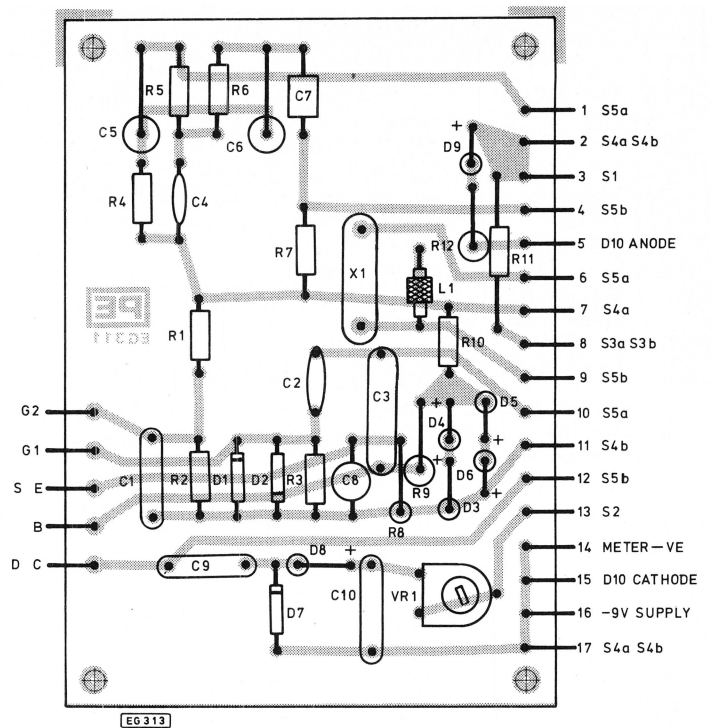 R5
R6
C7
C5
C6
R4
C4
R7
X1
L1
D9
R12
R11
PE
EG311
R1
R10
C2
C3
D5
D4
D6
R9
D3
R8
C1
R2
D1
D2
R3
C8
C9
D8
+
C10
VR1
D7
+
+
+
+
+
G2
G1
S E
B
D C
1 S5a
2 S4a S4b
3 S1
4 S5b
5 D10 ANODE
6 S5a
7 S4a
8 S3a S3b
9 S5b
10 S5a
11 S4b
12 S5b
13 S2
14 METER-VE
15 D10 CATHODE
16 -9V SUPPLY
17 S4a S4b
EG313